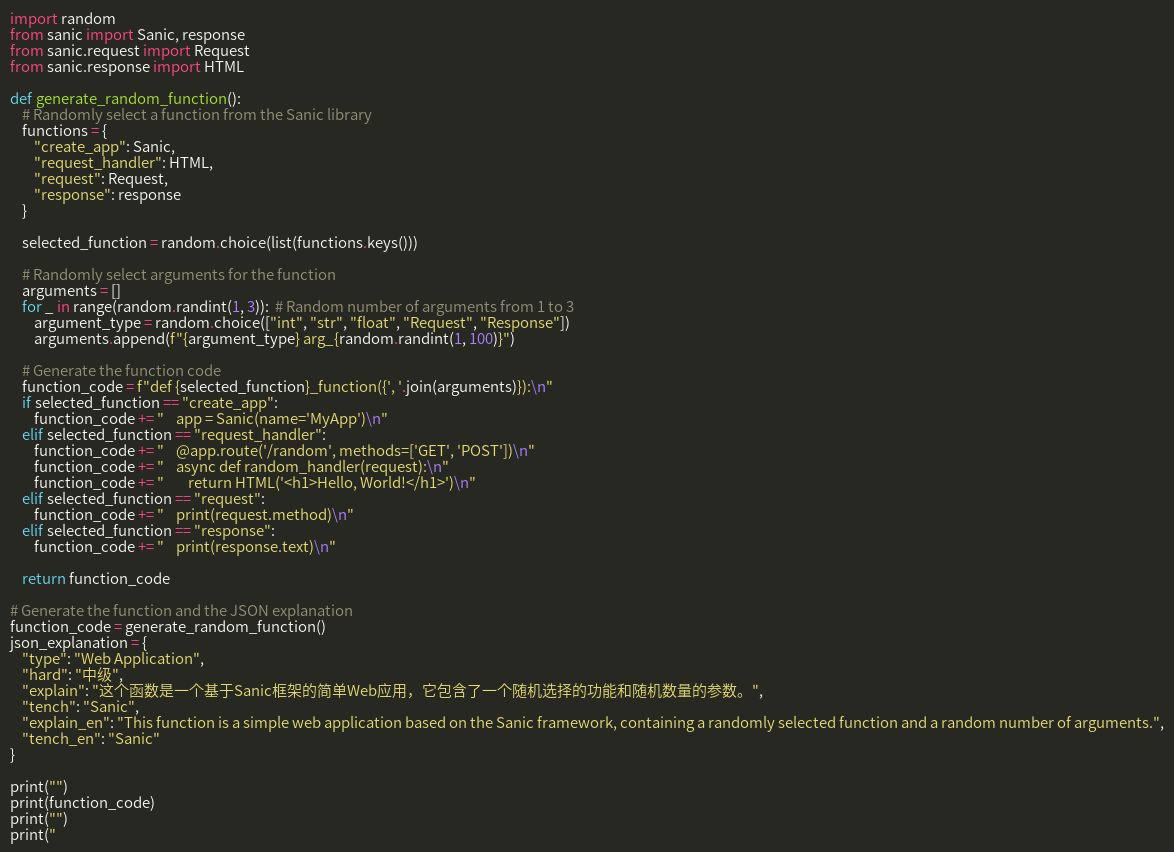 import random
from sanic import Sanic, response
from sanic.request import Request
from sanic.response import HTML

def generate_random_function():
    # Randomly select a function from the Sanic library
    functions = {
        "create_app": Sanic,
        "request_handler": HTML,
        "request": Request,
        "response": response
    }

    selected_function = random.choice(list(functions.keys()))

    # Randomly select arguments for the function
    arguments = []
    for _ in range(random.randint(1, 3)):  # Random number of arguments from 1 to 3
        argument_type = random.choice(["int", "str", "float", "Request", "Response"])
        arguments.append(f"{argument_type} arg_{random.randint(1, 100)}")

    # Generate the function code
    function_code = f"def {selected_function}_function({', '.join(arguments)}):\n"
    if selected_function == "create_app":
        function_code += "    app = Sanic(name='MyApp')\n"
    elif selected_function == "request_handler":
        function_code += "    @app.route('/random', methods=['GET', 'POST'])\n"
        function_code += "    async def random_handler(request):\n"
        function_code += "        return HTML('<h1>Hello, World!</h1>')\n"
    elif selected_function == "request":
        function_code += "    print(request.method)\n"
    elif selected_function == "response":
        function_code += "    print(response.text)\n"

    return function_code

# Generate the function and the JSON explanation
function_code = generate_random_function()
json_explanation = {
    "type": "Web Application",
    "hard": "中级",
    "explain": "这个函数是一个基于Sanic框架的简单Web应用，它包含了一个随机选择的功能和随机数量的参数。",
    "tench": "Sanic",
    "explain_en": "This function is a simple web application based on the Sanic framework, containing a randomly selected function and a random number of arguments.",
    "tench_en": "Sanic"
}

print("")
print(function_code)
print("")
print("